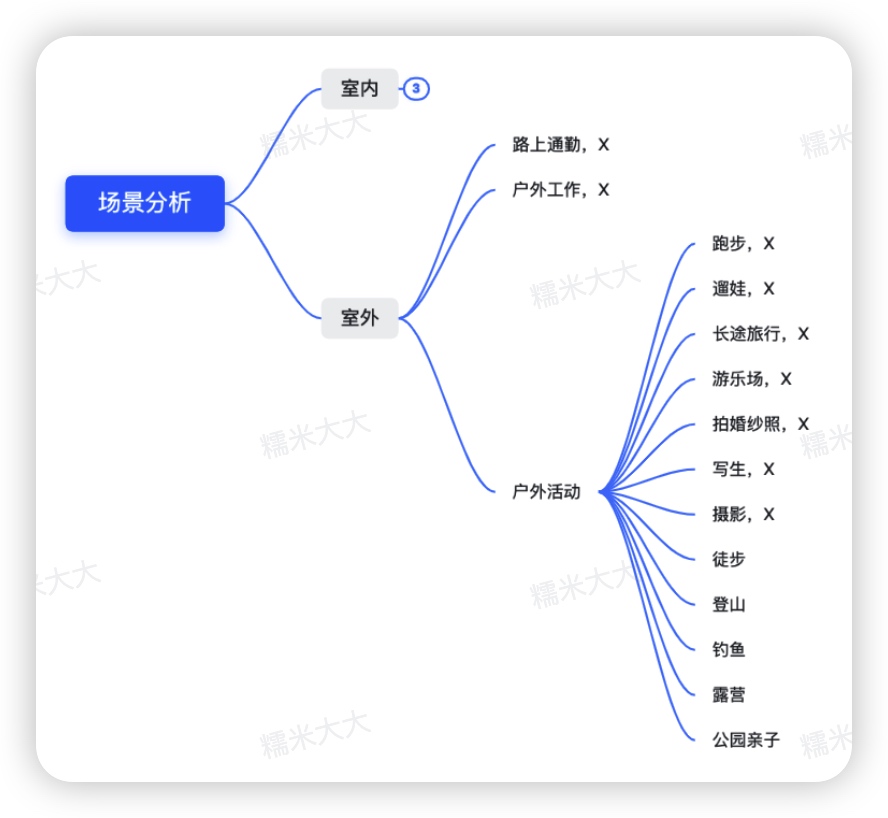 室内
3
糯米大大
糯米
路上通勤，X
户外工作，X
场景分析
跑步，X
米大大
糯米大大
遛娃，X
室外
长途旅行，X
游乐场，X
糯米大大
拍婚纱照，X
糯米
写生，X
户外活动
摄影，X
徒步
米大大
糯米大大
登山
钓鱼
露营
糯米大大
公园亲子
糯米